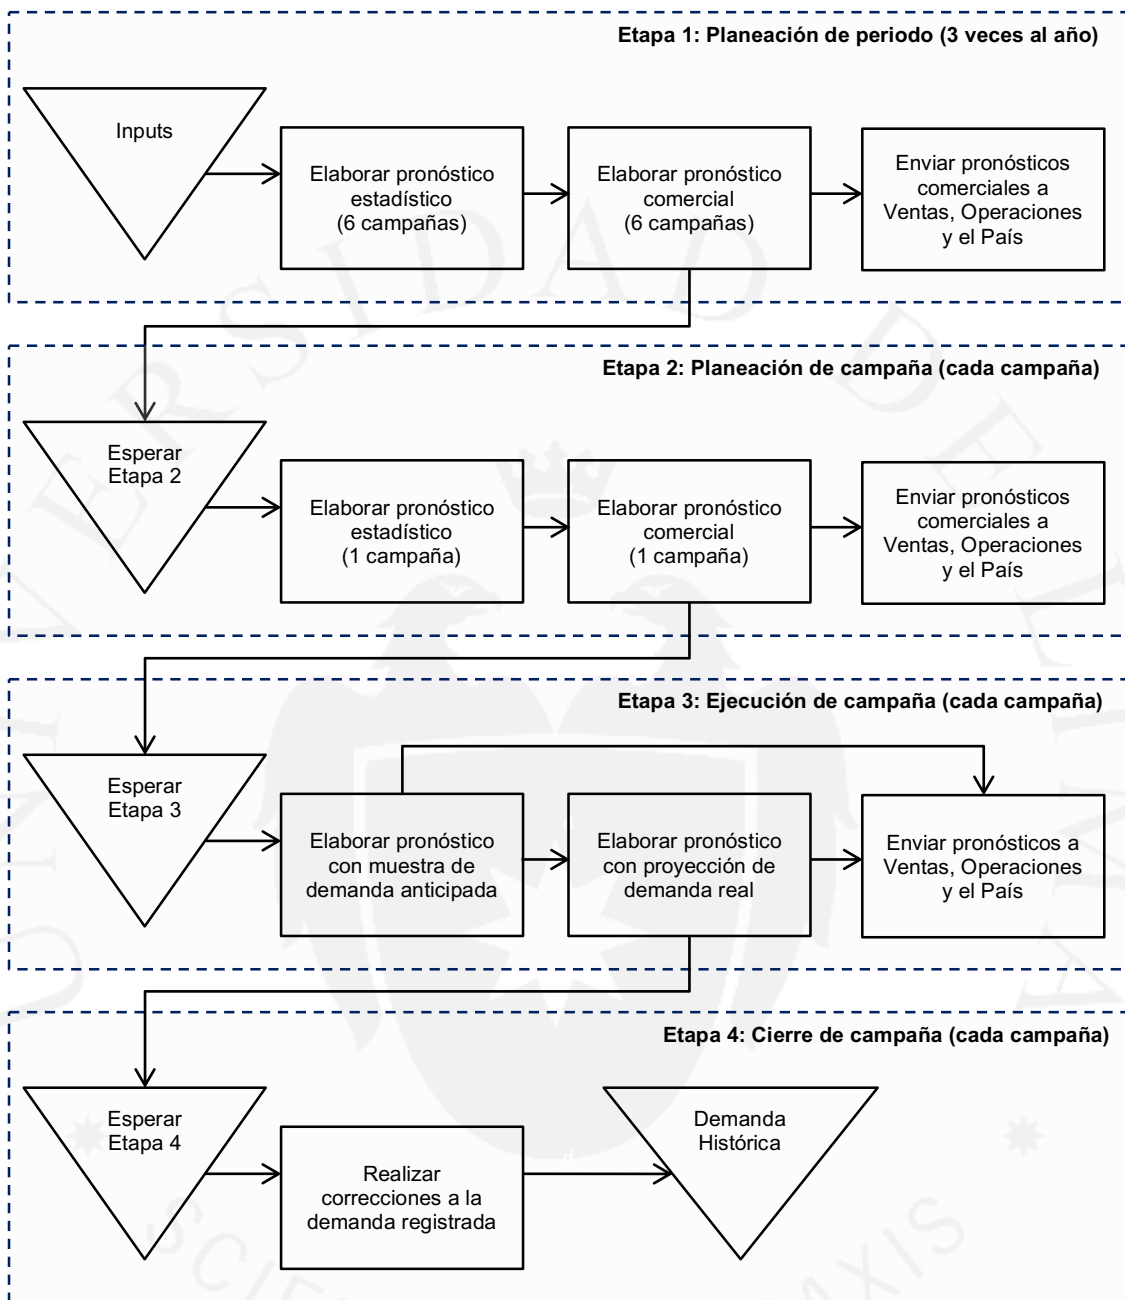 Etapa 1: Planeación de periodo (3 veces al año)
Inputs
Elaborar pronóstico
estadístico
(6 campañas)
Elaborar pronóstico
comercial
(6 campañas)
Enviar pronósticos
comerciales a
Ventas, Operaciones
y el País
Etapa 2: Planeación de campaña (cada campaña)
Esperar
Etapa 2
Elaborar pronóstico
estadístico
(1 campaña)
Elaborar pronóstico
comercial
(1 campaña)
Enviar pronósticos
comerciales a
Ventas, Operaciones
y el País
Etapa 3: Ejecución de campaña (cada campaña)
Esperar
Etapa 3
Elaborar pronóstico
con muestra de
demanda anticipada
Elaborar pronóstico
con proyección de
demanda real
Enviar pronósticos a
Ventas, Operaciones
y el País
Etapa 4: Cierre de campaña (cada campaña)
Esperar
Etapa 4
Realizar
correcciones a la
demanda registrada
Demanda
Histórica
UNIVERSIDAD DE LIMA